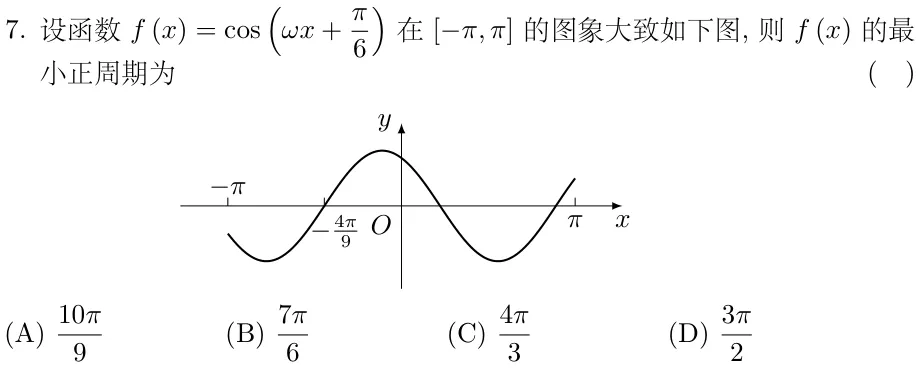 7. 设函数 f (x) = cos(ωx + π/6) 在 [−π, π] 的图象大致如下图, 则 f (x) 的最
小正周期为 ( )
y
−π
−4π/9 O π x
(A) 10π/9 (B) 7π/6 (C) 4π/3 (D) 3π/2